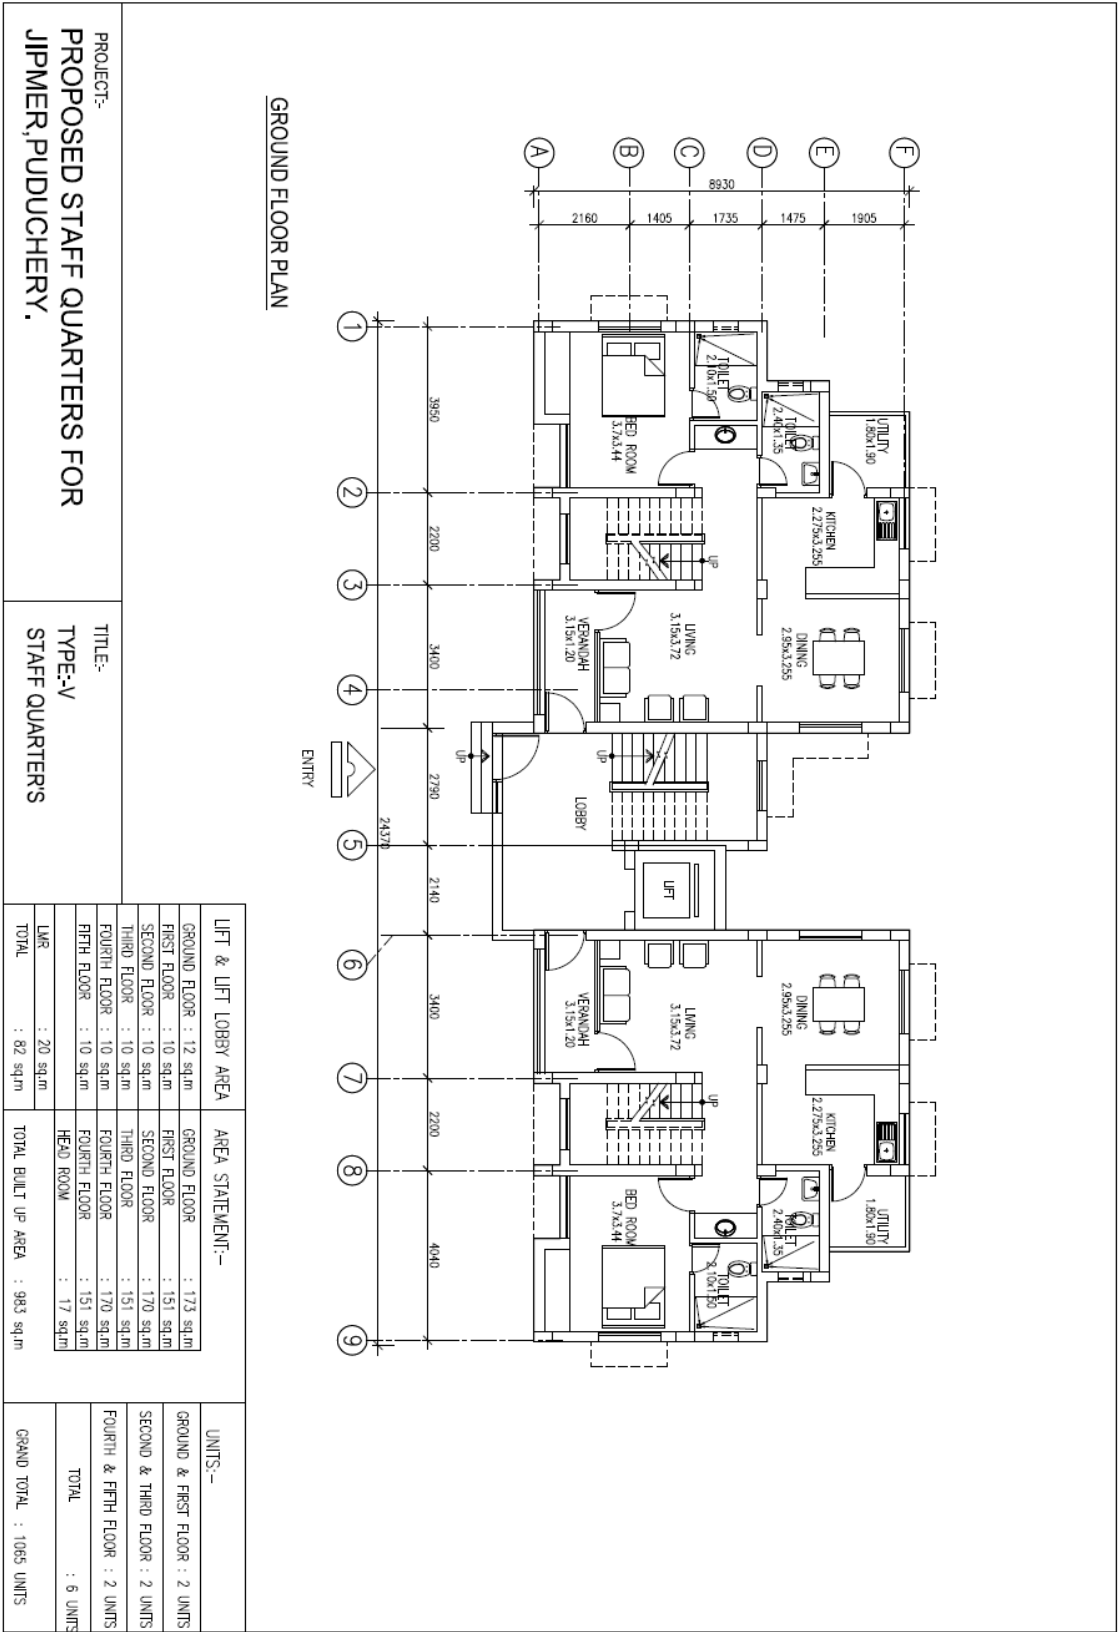 F
E
D
C
B
A
8930
1905
1475
1735
1405
2160
UTILITY
1.80x1.90
KITCHEN
2.275x3.255
DINING
2.95x3.255
DINING
2.95x3.255
KITCHEN
2.275x3.255
UTILITY
1.80x1.90
TOILET
2.40x1.35
TOILET
2.40x1.35
TOILET
2.10x1.50
TOILET
2.10x1.50
UP
UP
LIVING
3.15x3.72
LIVING
3.15x3.72
LIFT
BED ROOM
3.7x3.44
BED ROOM
3.7x3.44
UP
LOBBY
VERANDAH
3.15x1.20
VERANDAH
3.15x1.20
UP
3950
2200
3400
2790
2140
3400
2200
4040
24370
1
2
3
4
5
6
7
8
9
ENTRY
GROUND FLOOR PLAN
PROJECT:-
PROPOSED STAFF QUARTERS FOR
JIPMER,PUDUCHERY.
TITLE:-
TYPE:-V
STAFF QUARTER'S
LIFT & LIFT LOBBY AREA
GROUND FLOOR : 12 sq.m
FIRST FLOOR : 10 sq.m
SECOND FLOOR : 10 sq.m
THIRD FLOOR : 10 sq.m
FOURTH FLOOR : 10 sq.m
FIFTH FLOOR : 10 sq.m
LMR : 20 sq.m
TOTAL : 82 sq.m
AREA STATEMENT:-
GROUND FLOOR : 173 sq.m
FIRST FLOOR : 151 sq.m
SECOND FLOOR : 170 sq.m
THIRD FLOOR : 151 sq.m
FOURTH FLOOR : 170 sq.m
FOURTH FLOOR : 151 sq.m
HEAD ROOM : 17 sq.m
TOTAL BUILT UP AREA : 983 sq.m
UNITS:-
GROUND & FIRST FLOOR : 2 UNITS
SECOND & THIRD FLOOR : 2 UNITS
FOURTH & FIFTH FLOOR : 2 UNITS
TOTAL : 6 UNITS
GRAND TOTAL : 1065 UNITS